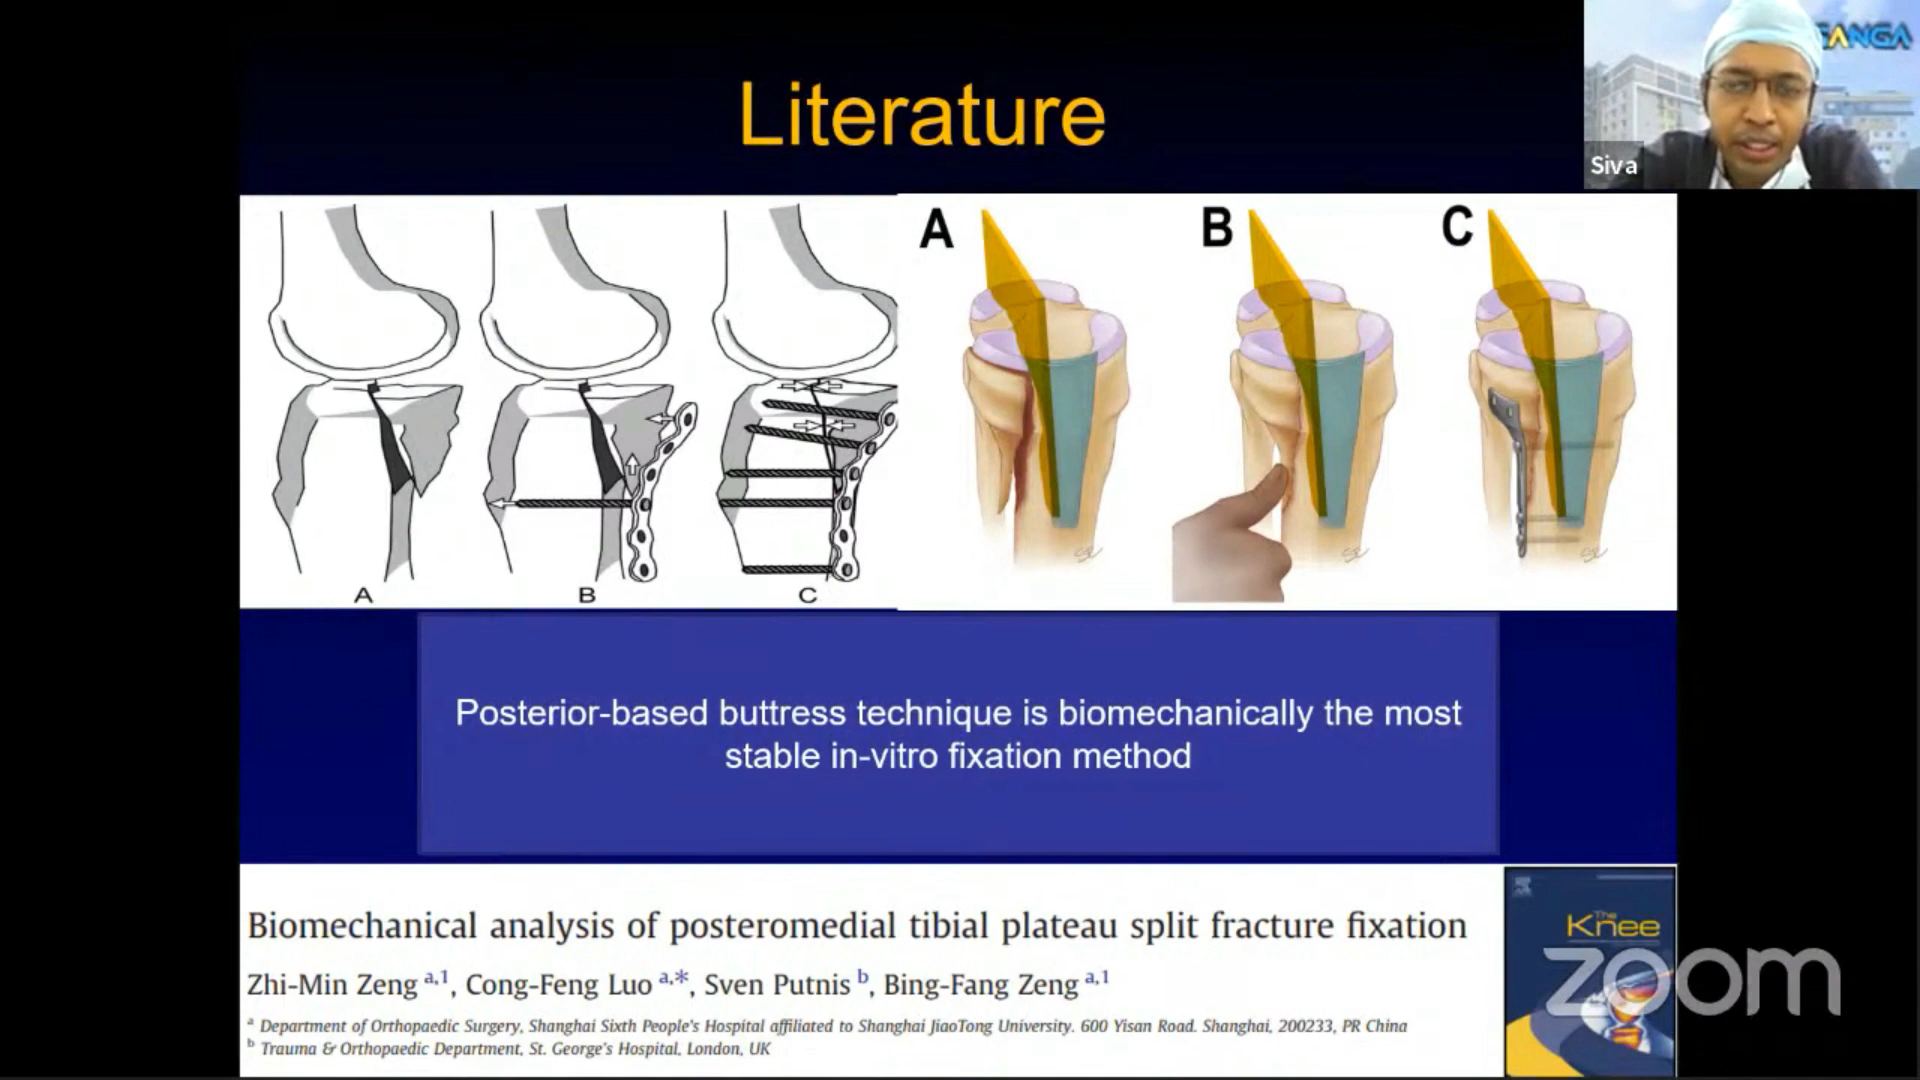 Literature
GANGA
Siva
A
B
C
A
B
C
Posterior-based buttress technique is biomechanically the most
stable in-vitro fixation method
Biomechanical analysis of posteromedial tibial plateau split fracture fixation
Zhi-Min Zeng a,1, Cong-Feng Luo a,*, Sven Putnis b, Bing-Fang Zeng a,1
a Department of Orthopaedic Surgery, Shanghai Sixth People's Hospital affiliated to Shanghai JiaoTong University. 600 Yisan Road. Shanghai, 200233, PR China
b Trauma & Orthopaedic Department, St. George's Hospital, London, UK
The
Knee
zoom